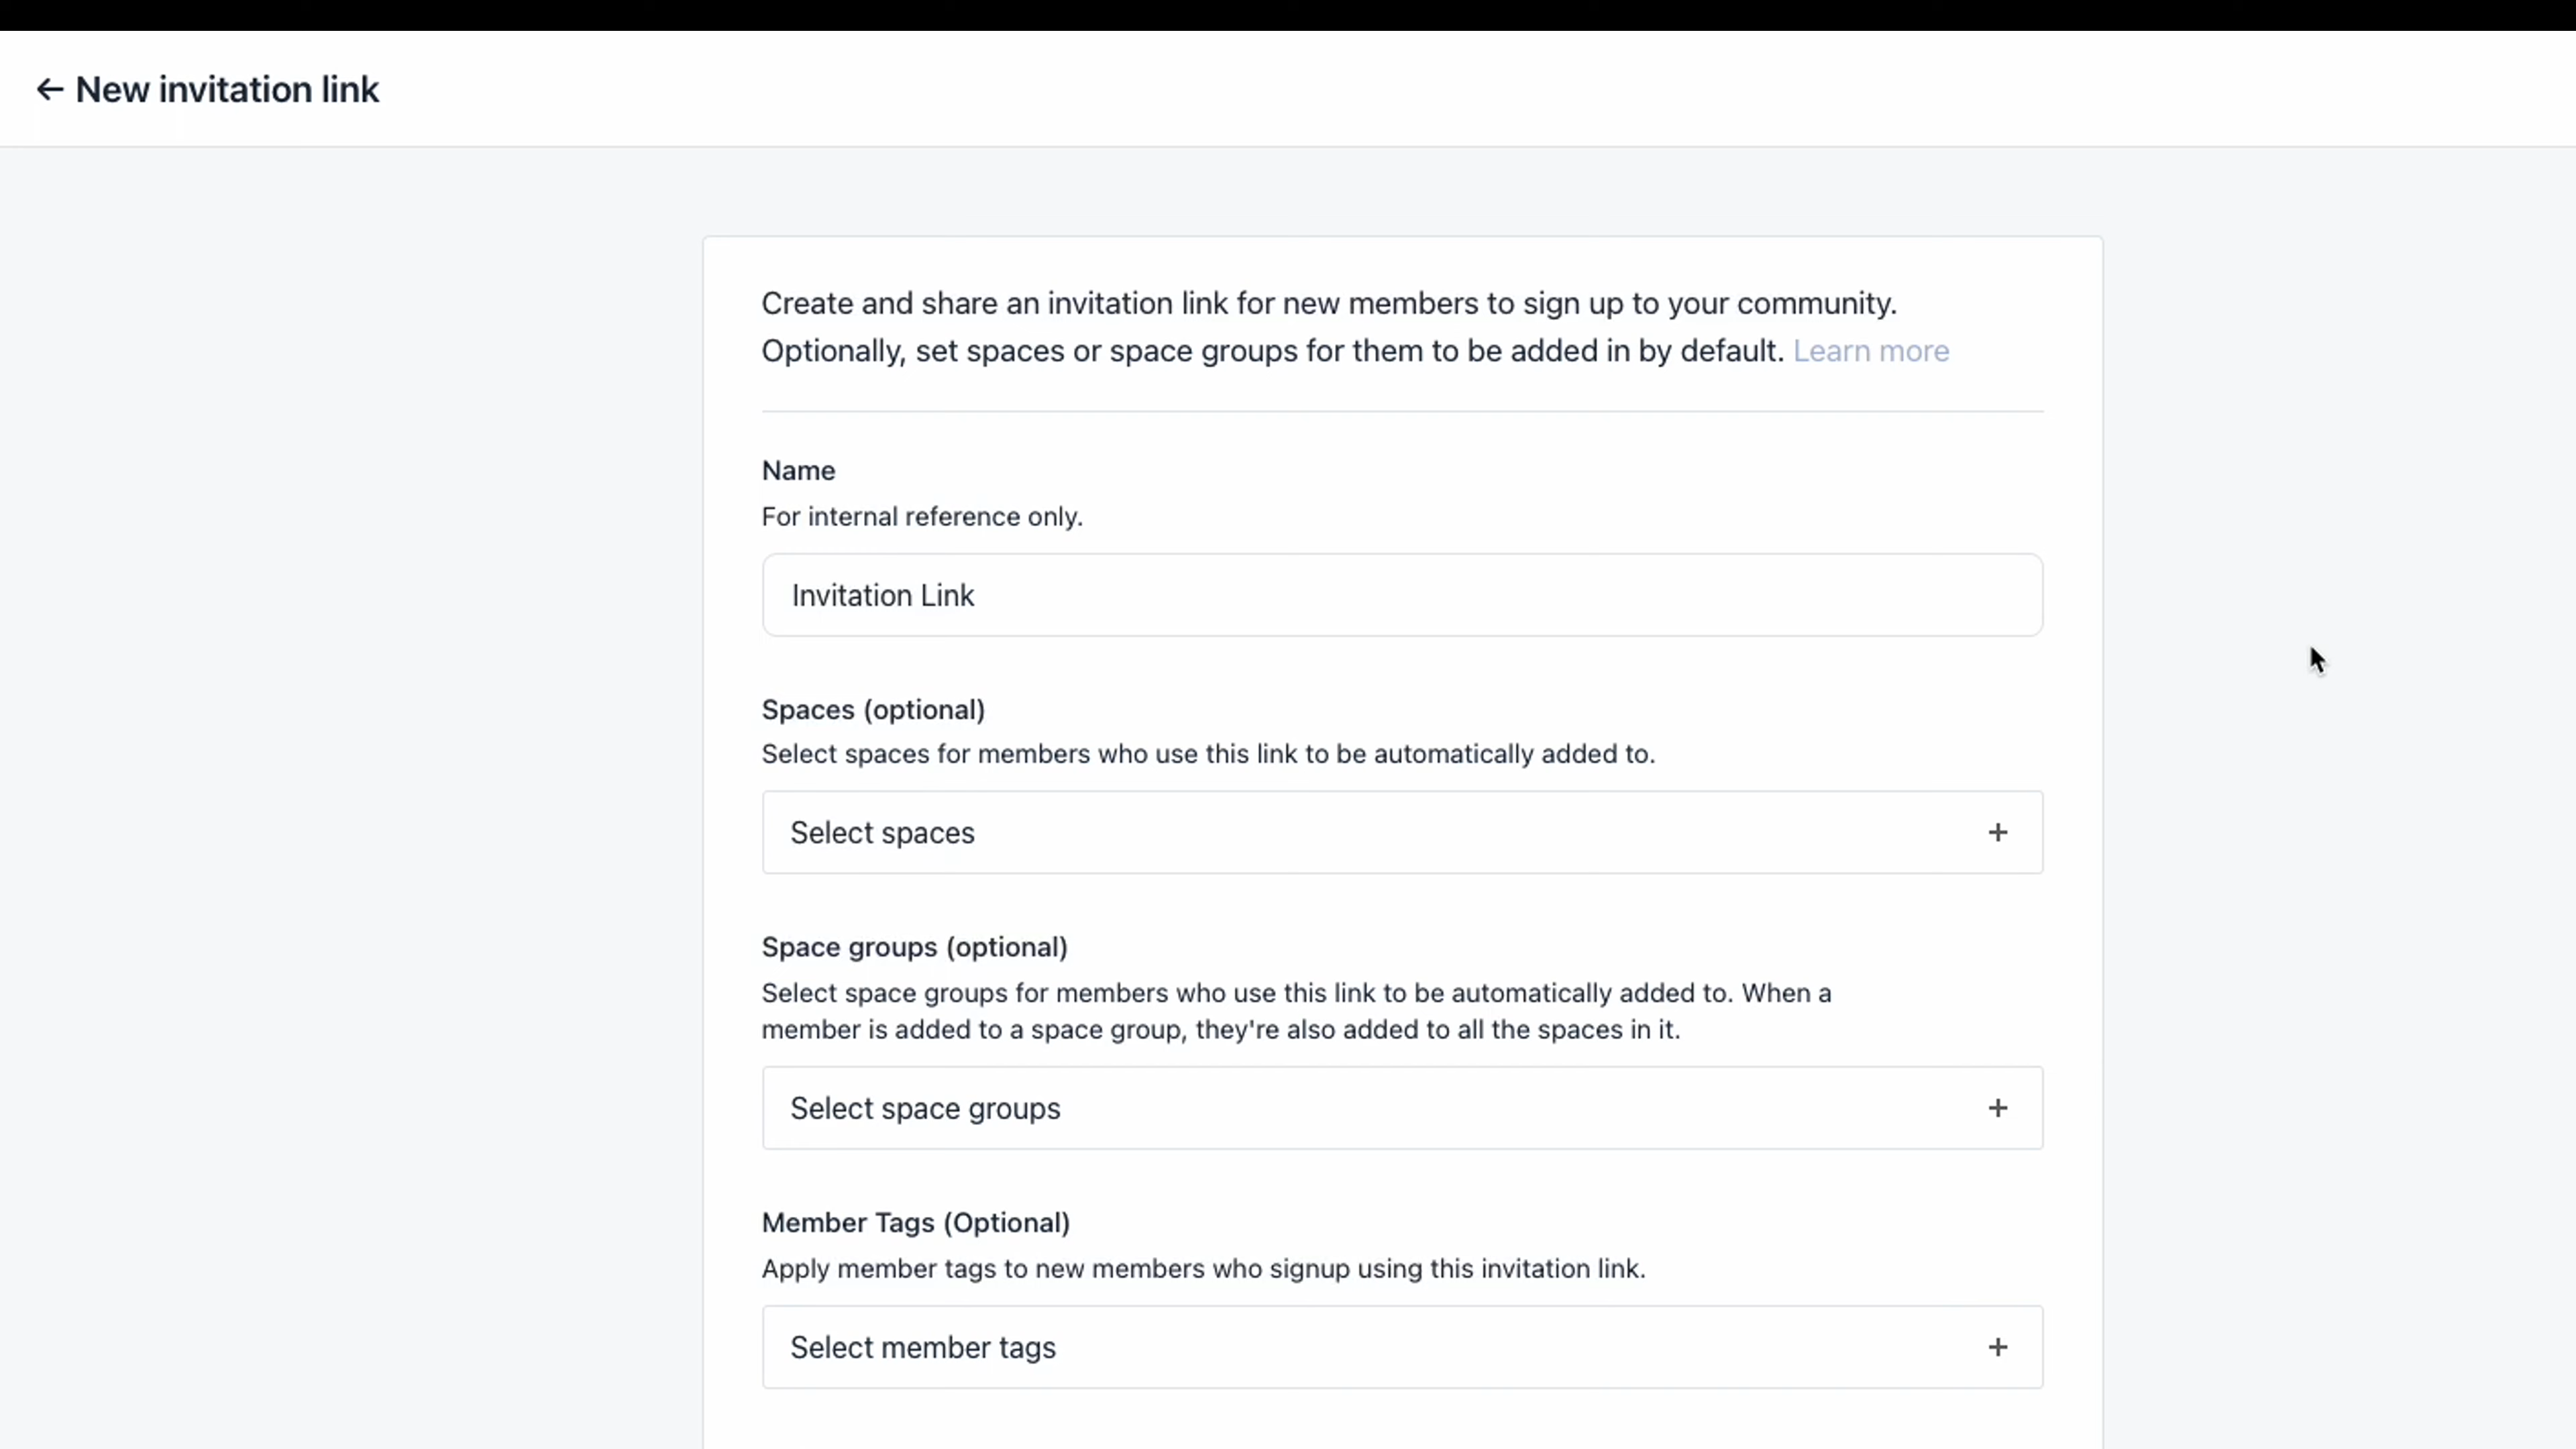 ← New invitation link
Create and share an invitation link for new members to sign up to your community.
Optionally, set spaces or space groups for them to be added in by default. Learn more
Name
For internal reference only.
Invitation Link
Spaces (optional)
Select spaces for members who use this link to be automatically added to.
Select spaces +
Space groups (optional)
Select space groups for members who use this link to be automatically added to. When a
member is added to a space group, they're also added to all the spaces in it.
Select space groups +
Member Tags (Optional)
Apply member tags to new members who signup using this invitation link.
Select member tags +